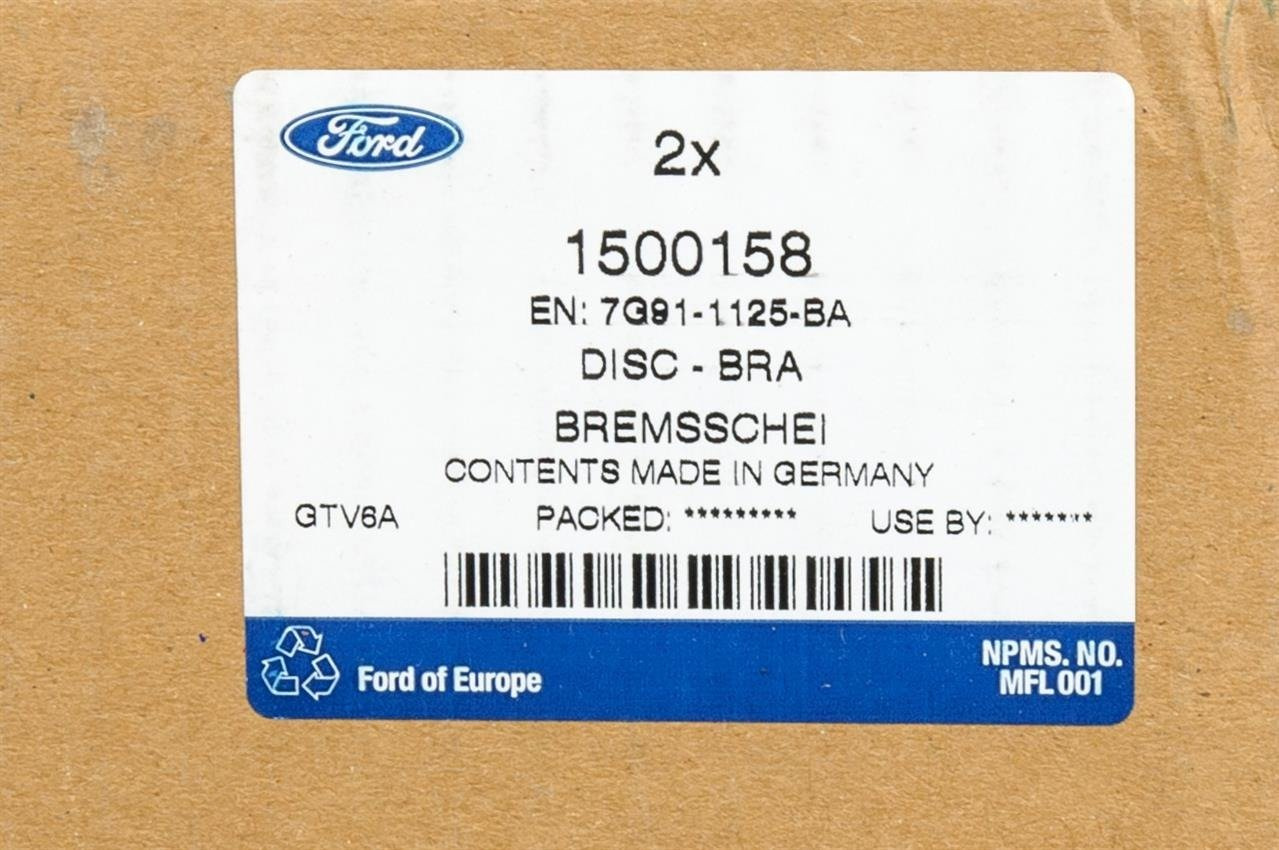 Ford
2x
1500158
EN: 7G91-1125-BA
DISC - BRA
BREMSSCHEI
CONTENTS MADE IN GERMANY
GTV6A PACKED: ********* USE BY: *******
Ford of Europe
NPMS. NO.
MFL 001